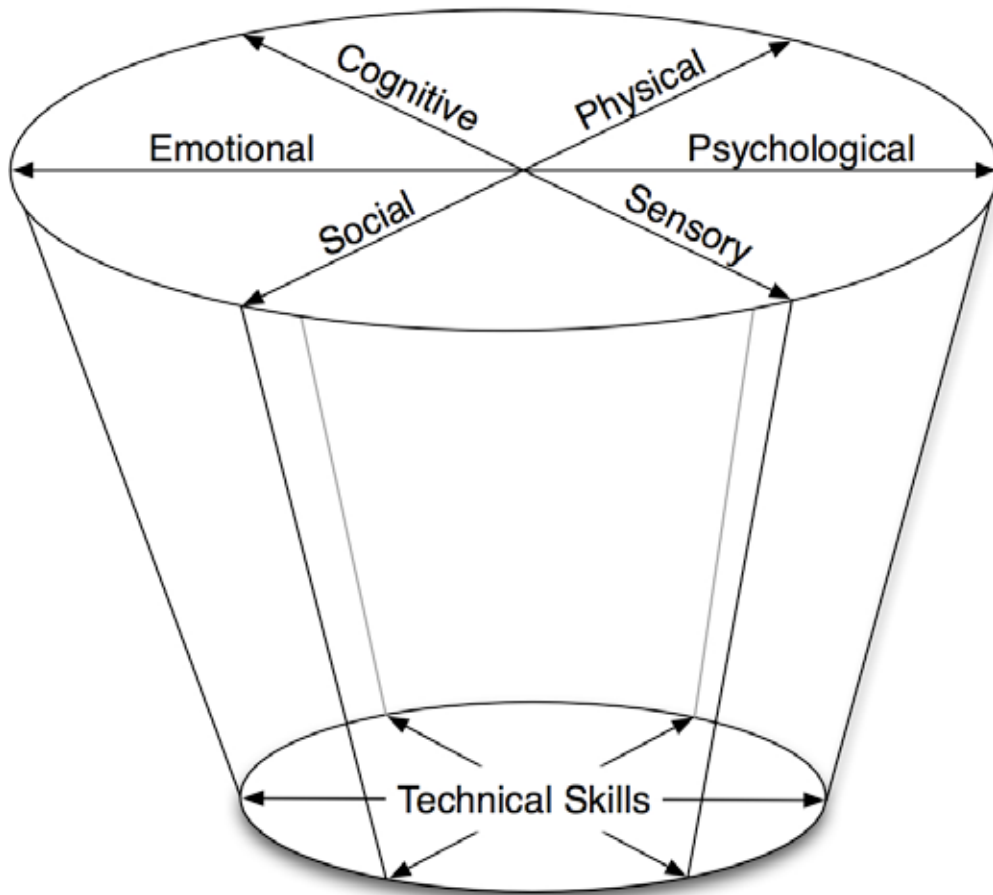 Cognitive
Physical
Emotional
Psychological
Social
Sensory
Technical Skills